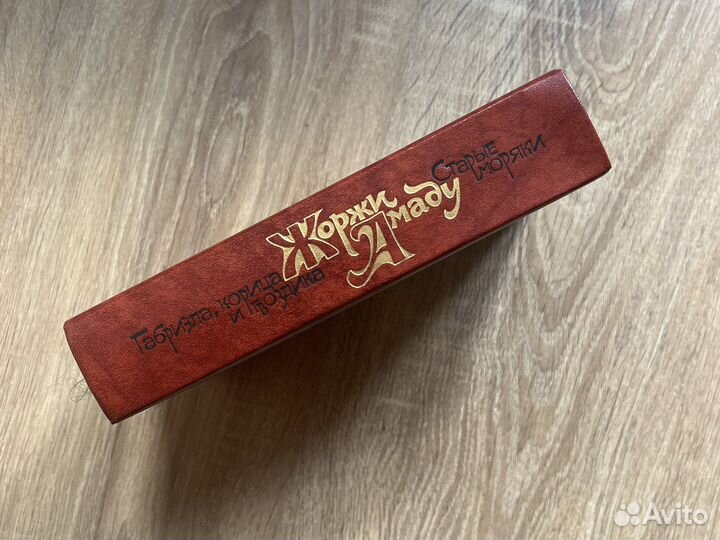 Габриэла, корица
и гвоздика
Жоржи
Амаду
Старые
моряки
Avito